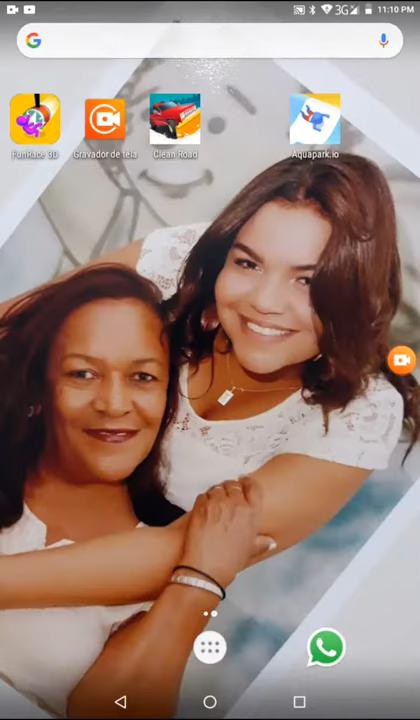 3G 11:10 PM
FunRace 3D
Gravador de tela
Clean Road
Aquapark.io